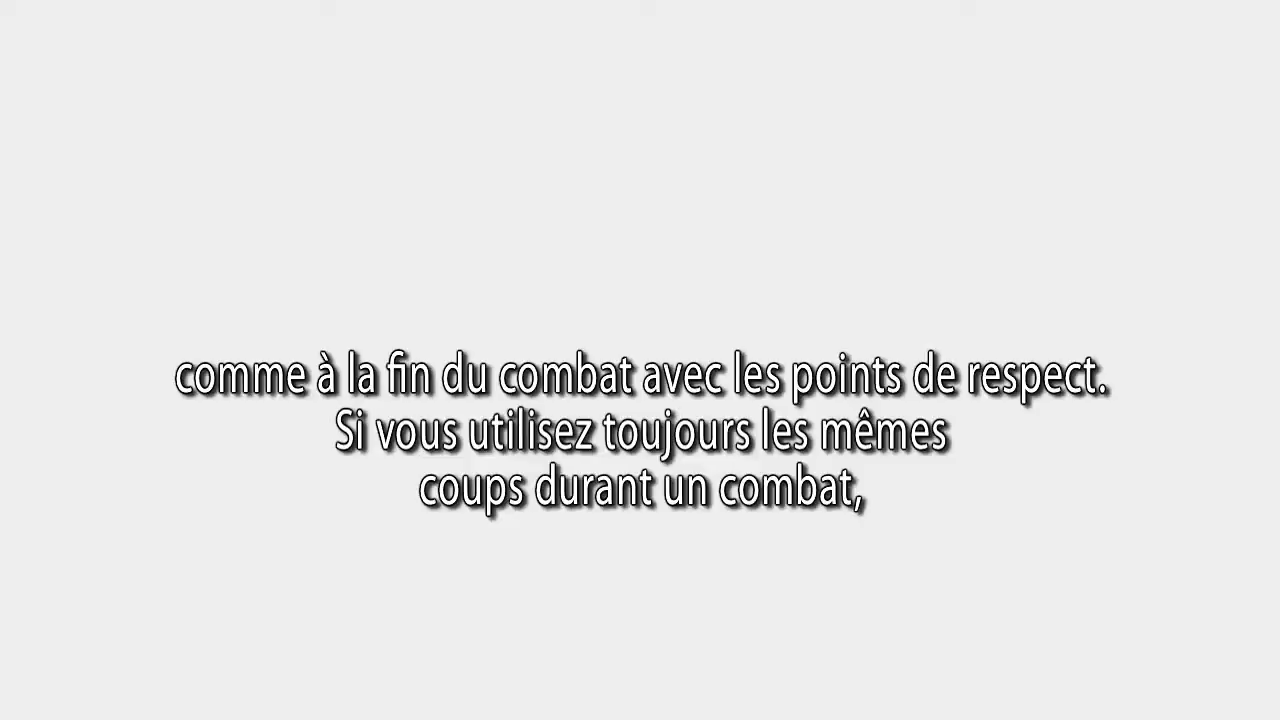 comme à la fin du combat avec les points de respect.
Si vous utilisez toujours les mêmes
coups durant un combat,